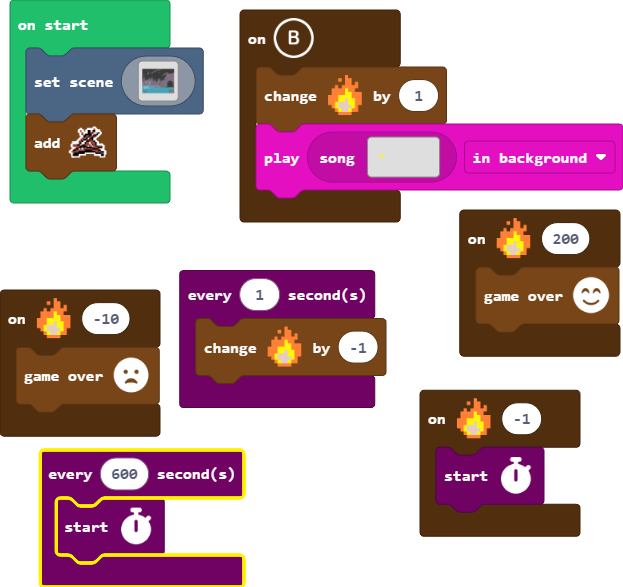 on start
set scene
add
on B
change by 1
play song in background
on 200
game over
on -10
game over
every 1 second(s)
change by -1
on -1
start
every 600 second(s)
start